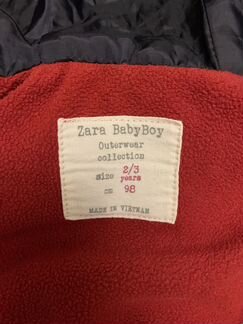 Zara BabyBoy
Outerwear
collection
size 2/3 years
cm 98
MADE IN VIETNAM